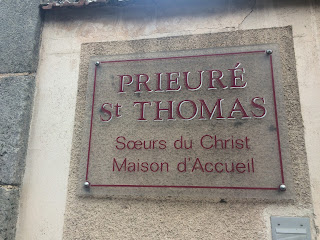 PRIEURÉ
St THOMAS
Sœurs du Christ
Maison d'Accueil